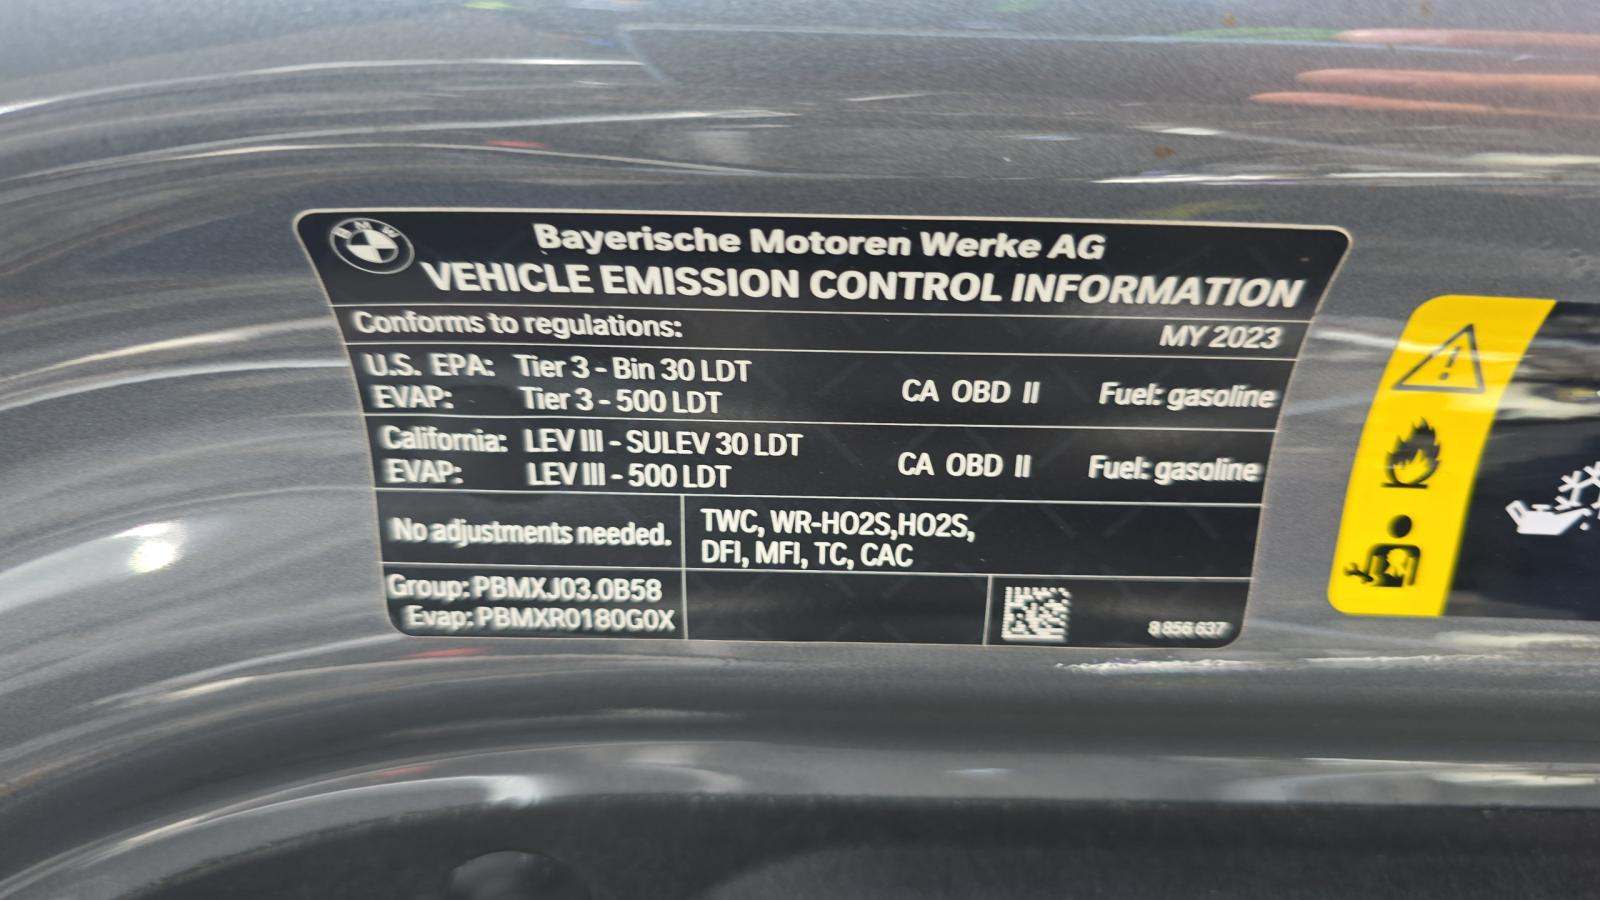 BMW
Bayerische Motoren Werke AG
VEHICLE EMISSION CONTROL INFORMATION
Conforms to regulations: MY 2023
U.S. EPA: Tier 3 - Bin 30 LDT
EVAP: Tier 3 - 500 LDT CA OBD II Fuel: gasoline
California: LEV III - SULEV 30 LDT
EVAP: LEV III - 500 LDT CA OBD II Fuel: gasoline
No adjustments needed.
TWC, WR-HO2S,HO2S,
DFI, MFI, TC, CAC
Group: PBMXJ03.0B58
Evap: PBMXR0180G0X
8 856 637